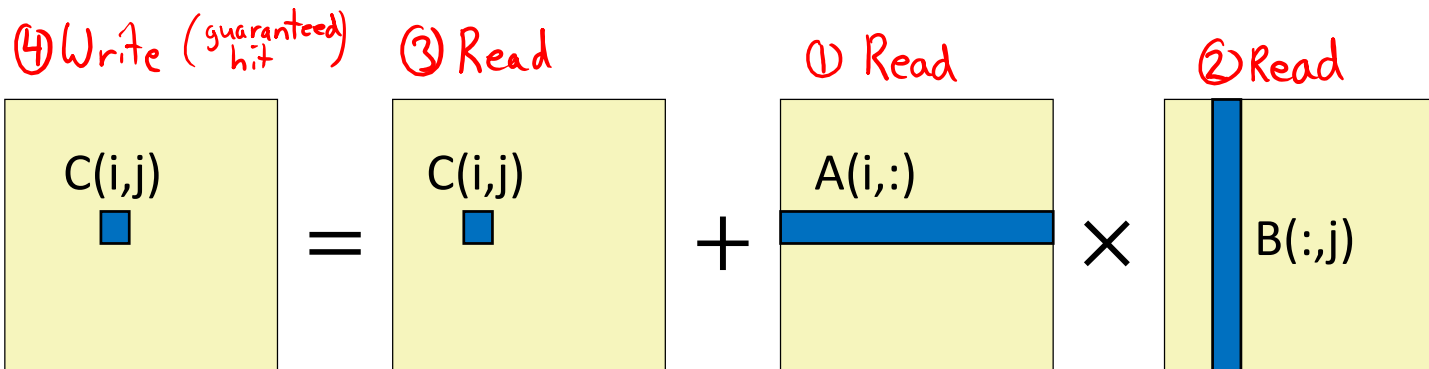 ④ Write (guaranteed hit)
③ Read
① Read
② Read
C(i,j)
=
C(i,j)
+
A(i,:)
×
B(:,j)